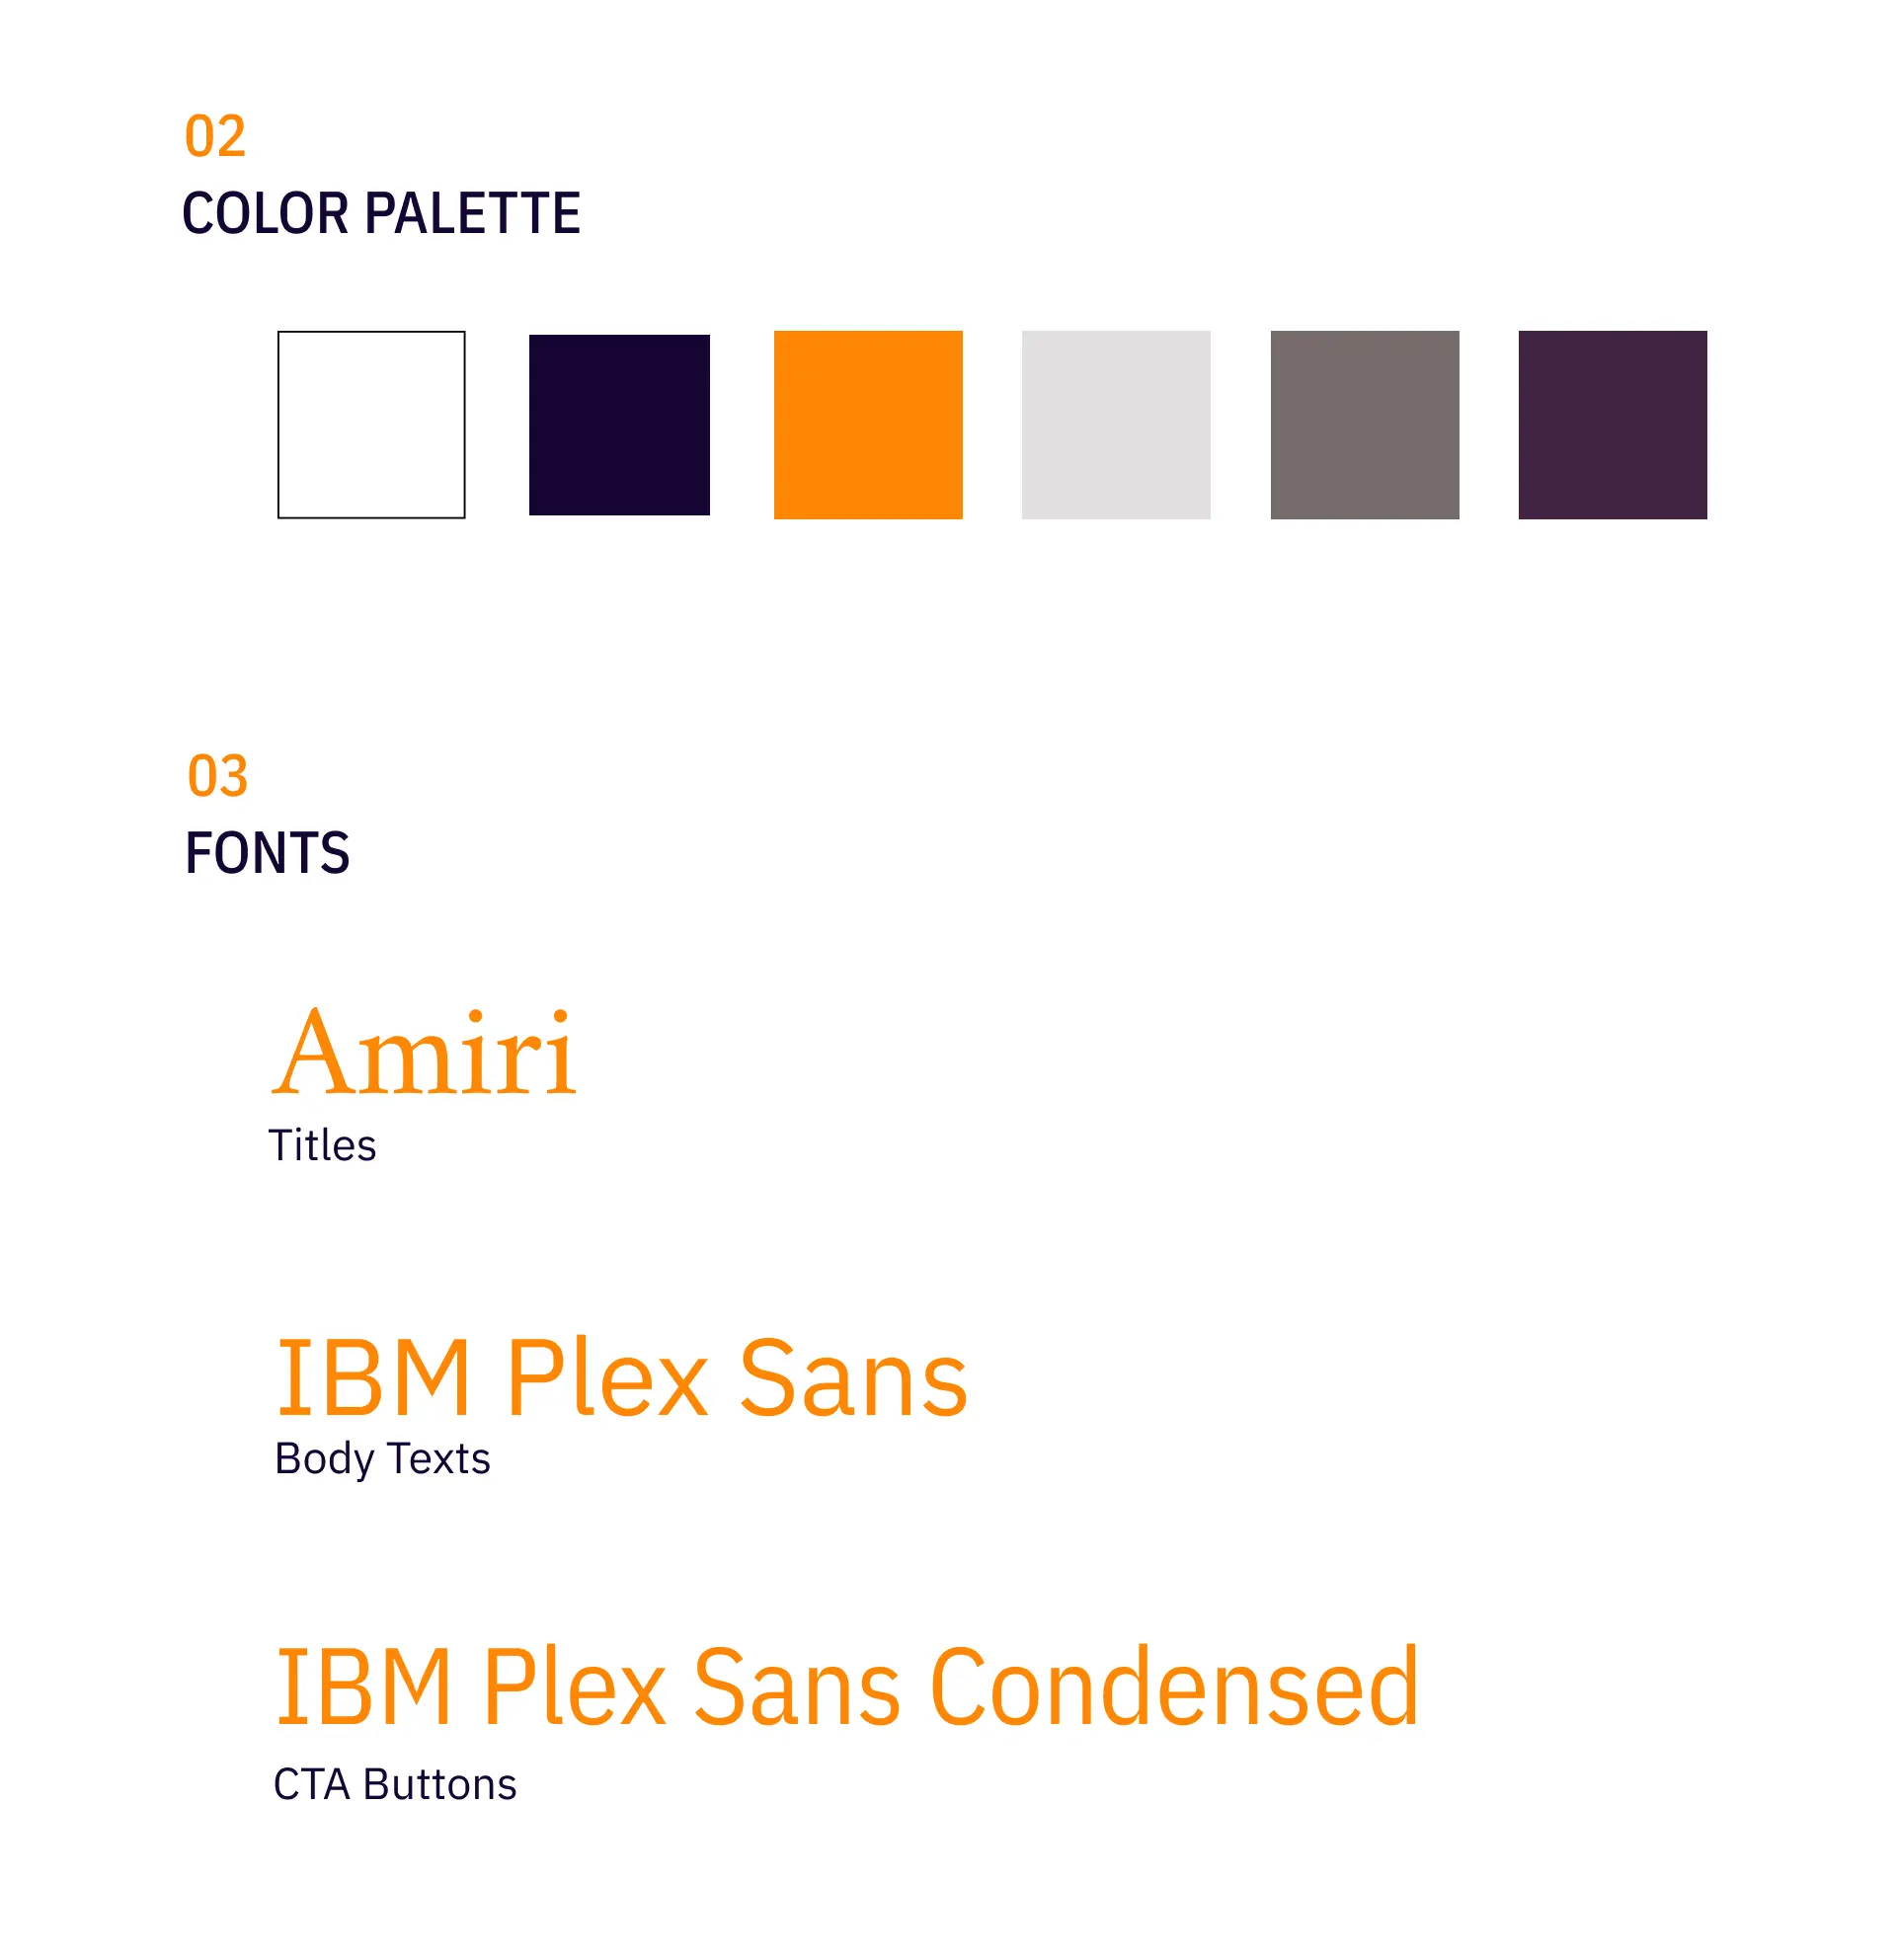 02
COLOR PALETTE
03
FONTS
Amiri
Titles
IBM Plex Sans
Body Texts
IBM Plex Sans Condensed
CTA Buttons